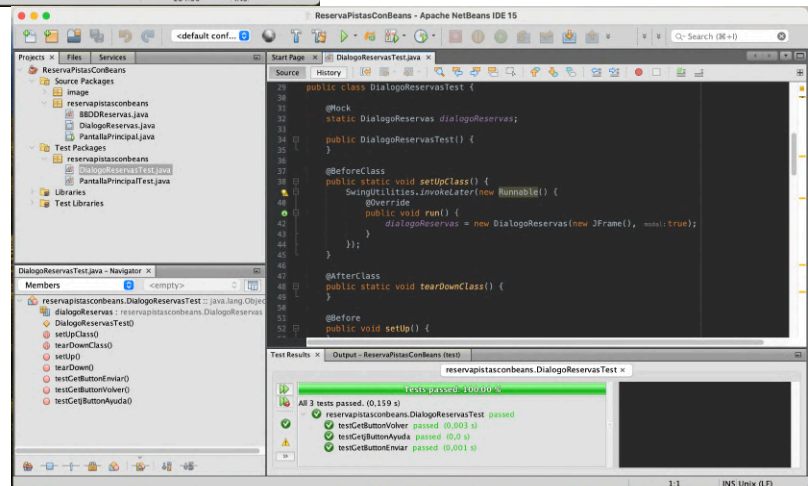 ReservaPistasConBeans - Apache NetBeans IDE 15
<default conf...
Search (⌘+I)
Projects
Files
Services
ReservaPistasConBeans
Source Packages
image
reservapistasconbeans
BBDDReservas.java
DialogoReservas.java
PantallaPrincipal.java
Test Packages
reservapistasconbeans
DialogoReservasTest.java
PantallaPrincipalTest.java
Libraries
Test Libraries
DialogoReservasTest.java - Navigator
Members
<empty>
reservapistasconbeans.DialogoReservasTest :: java.lang.Objec
dialogoReservas : reservapistasconbeans.DialogoReservas
DialogoReservasTest()
setUpClass()
tearDownClass()
setUp()
tearDown()
testGetButtonEnviar()
testGetButtonVolver()
testGetjButtonAyuda()
Start Page
DialogoReservasTest.java
Source
History
29 public class DialogoReservasTest {
30
31 @Mock
32 static DialogoReservas dialogoReservas;
33
34 public DialogoReservasTest() {
35 }
36
37 @BeforeClass
38 public static void setUpClass() {
SwingUtilities.invokeLater(new Runnable() {
40 @Override
public void run() {
42 dialogoReservas = new DialogoReservas(new JFrame(), modal:true);
43 }
44 });
45 }
46
47 @AfterClass
48 public static void tearDownClass() {
49 }
50
51 @Before
52 public void setUp() {
Test Results
Output - ReservaPistasConBeans (test)
reservapistasconbeans.DialogoReservasTest
Tests passed: 100,00 %
All 3 tests passed. (0,159 s)
reservapistasconbeans.DialogoReservasTest passed
testGetButtonVolver passed (0,003 s)
testGetjButtonAyuda passed (0,0 s)
testGetButtonEnviar passed (0,001 s)
1:1 INS Unix (LF)